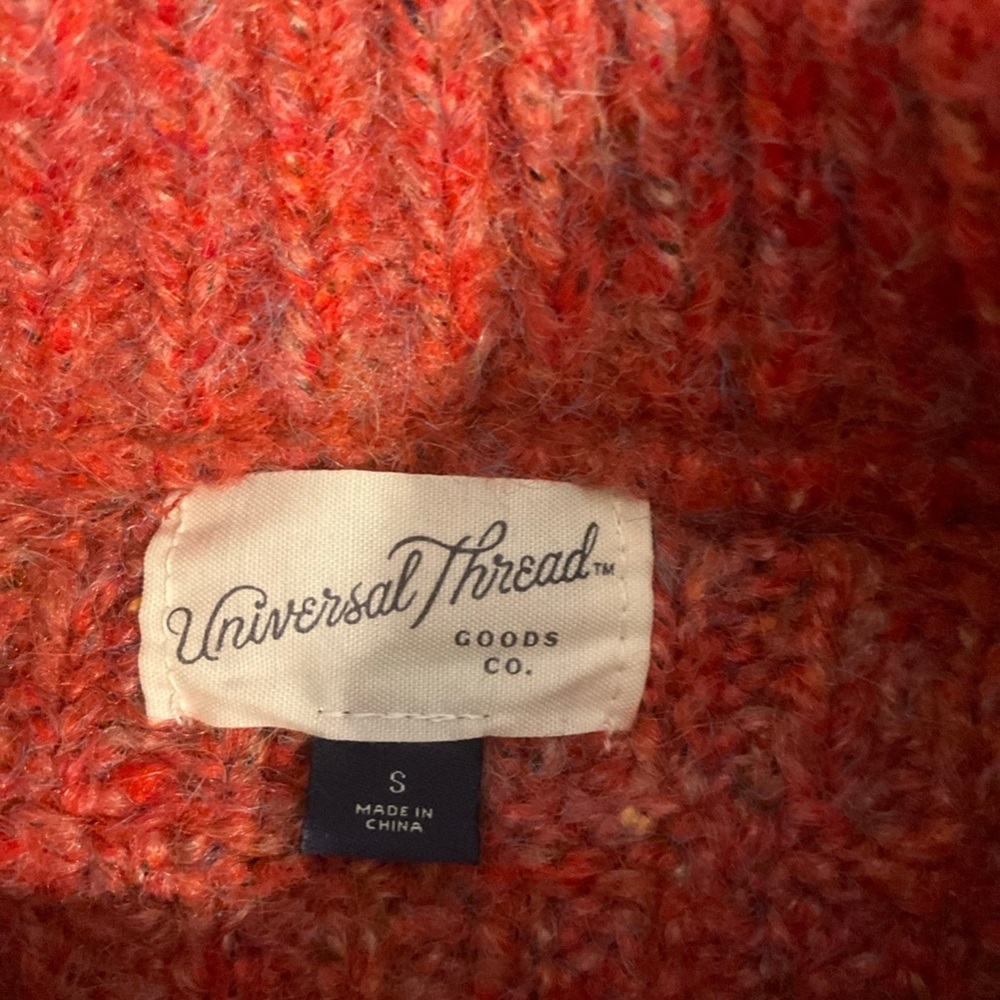 Universal Thread™
GOODS
CO.
S
MADE IN
CHINA